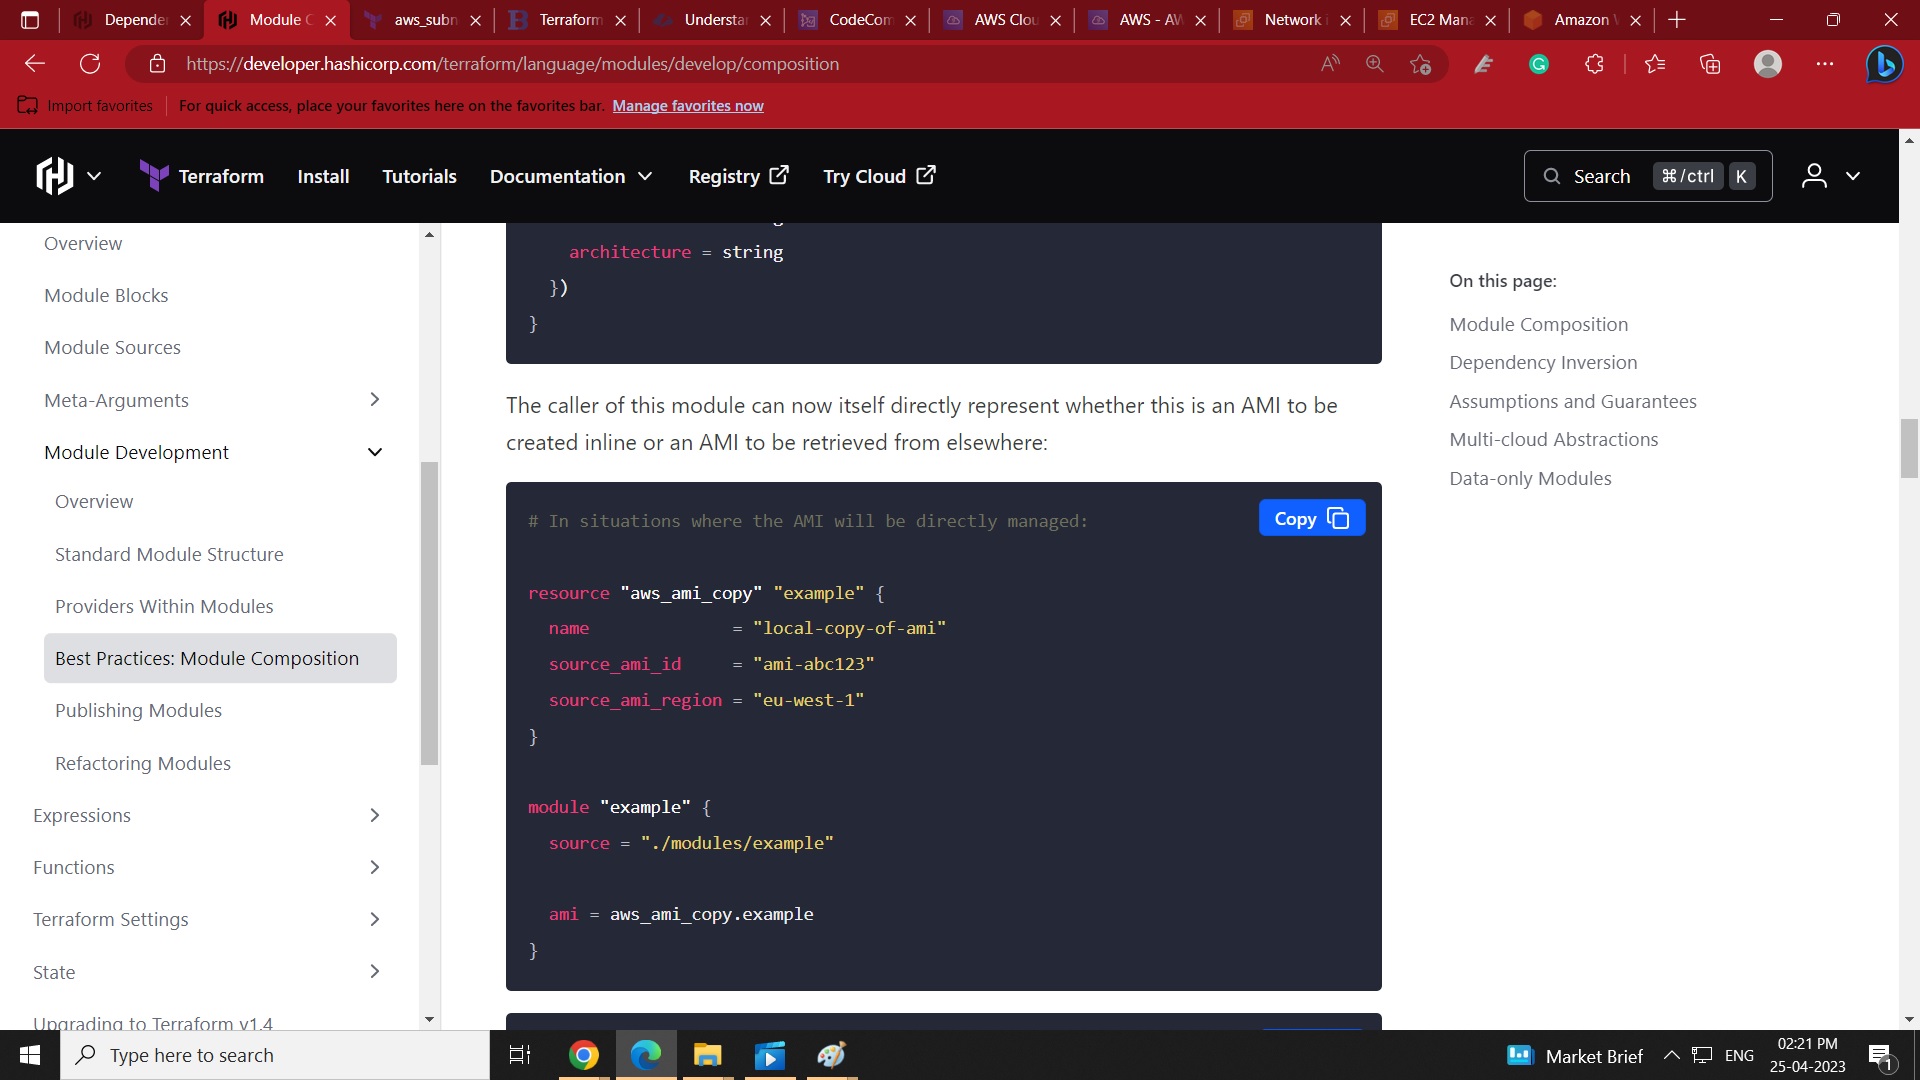 Depender
Module C
aws_subn
Terraform
Understar
CodeCom
AWS Clou
AWS - AW
Network i
EC2 Mana
Amazon V
https://developer.hashicorp.com/terraform/language/modules/develop/composition
Import favorites
For quick access, place your favorites here on the favorites bar. Manage favorites now
Terraform
Install
Tutorials
Documentation
Registry
Try Cloud
Search
⌘/ctrl
K
Overview
Module Blocks
Module Sources
Meta-Arguments
Module Development
Overview
Standard Module Structure
Providers Within Modules
Best Practices: Module Composition
Publishing Modules
Refactoring Modules
Expressions
Functions
Terraform Settings
State
Upgrading to Terraform v1.4
architecture = string
})
}
The caller of this module can now itself directly represent whether this is an AMI to be
created inline or an AMI to be retrieved from elsewhere:
# In situations where the AMI will be directly managed:
Copy
resource "aws_ami_copy" "example" {
name = "local-copy-of-ami"
source_ami_id = "ami-abc123"
source_ami_region = "eu-west-1"
}
module "example" {
source = "./modules/example"
ami = aws_ami_copy.example
}
On this page:
Module Composition
Dependency Inversion
Assumptions and Guarantees
Multi-cloud Abstractions
Data-only Modules
Type here to search
Market Brief
ENG
02:21 PM
25-04-2023
1